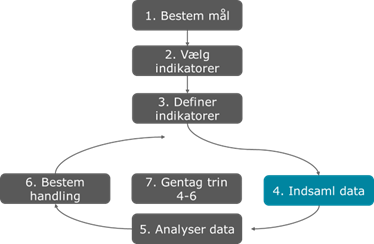 1. Bestem mål
2. Vælg
indikatorer
3. Definer
indikatorer
4. Indsaml data
5. Analyser data
6. Bestem
handling
7. Gentag trin
4-6